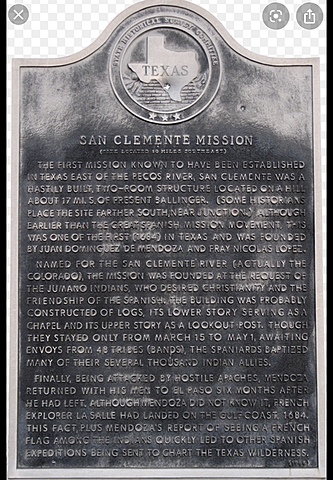 STATE HISTORICAL SURVEY COMMITTEE
TEXAS
SAN CLEMENTE MISSION
(SITE LOCATED 10 MILES SOUTHEAST)
THE FIRST MISSION KNOWN TO HAVE BEEN ESTABLISHED
IN TEXAS EAST OF THE PECOS RIVER, SAN CLEMENTE WAS A
HASTILY BUILT, TWO-ROOM STRUCTURE LOCATED ON A HILL
ABOUT 17 MI. S. OF PRESENT BALLINGER. (SOME HISTORIANS
PLACE THE SITE FARTHER SOUTH, NEAR JUNCTION.) ALTHOUGH
EARLIER THAN THE GREAT SPANISH MISSION MOVEMENT, THIS
WAS ONE OF THE FIRST (1684) IN TEXAS AND WAS FOUNDED
BY JUAN DOMINGUEZ DE MENDOZA AND FRAY NICOLAS LOPEZ.
NAMED FOR THE SAN CLEMENTE RIVER (ACTUALLY THE
COLORADO), THE MISSION WAS FOUNDED AT THE REQUEST OF
THE JUMANO INDIANS, WHO DESIRED CHRISTIANITY AND THE
FRIENDSHIP OF THE SPANISH. THE BUILDING WAS PROBABLY
CONSTRUCTED OF LOGS, ITS LOWER STORY SERVING AS A
CHAPEL AND ITS UPPER STORY AS A LOOKOUT POST. THOUGH
THEY STAYED ONLY FROM MARCH 15 TO MAY 1, AWAITING
ENVOYS FROM 48 TRIBES (BANDS), THE SPANIARDS BAPTIZED
MANY OF THEIR SEVERAL THOUSAND INDIAN ALLIES.
FINALLY, BEING ATTACKED BY HOSTILE APACHES, MENDOZA
RETURNED WITH HIS MEN TO EL PASO SIX MONTHS AFTER
HE HAD LEFT. ALTHOUGH MENDOZA DID NOT KNOW IT, FRENCH
EXPLORER LA SALLE HAD LANDED ON THE GULF COAST, 1684.
THIS FACT, PLUS MENDOZA'S REPORT OF SEEING A FRENCH
FLAG AMONG THE INDIANS QUICKLY LED TO OTHER SPANISH
EXPEDITIONS BEING SENT TO CHART THE TEXAS WILDERNESS.